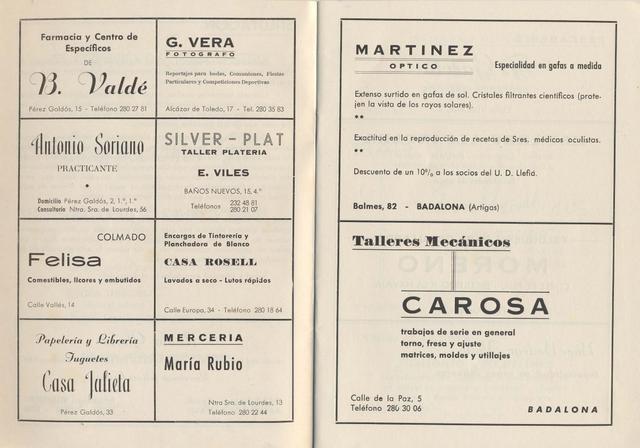 Farmacia y Centro de
Específicos
DE
B. Valdé
Pérez Galdós, 15 - Teléfono 280 27 81
G. VERA
FOTOGRAFO
Reportajes para bodas, Comuniones, Fiestas
Particulares y Competiciones Deportivas
Alcázar de Toledo, 17 - Tel. 280 35 83
Antonio Soriano
PRACTICANTE
Domicilio Pérez Galdós, 2, 1.º, 1.ª
Consultorio Ntra. Sra. de Lourdes, 56
SILVER - PLAT
TALLER PLATERIA
E. VILES
BAÑOS NUEVOS, 15, 4.º
Teléfonos 232 48 81
280 21 07
COLMADO
Felisa
Comestibles, licores y embutidos
Calle Vallés, 14
Encargos de Tintorería y
Planchadora de Blanco
CASA ROSELL
Lavados a seco - Lutos rápidos
Calle Europa, 34 - Teléfono 280 18 64
Papelería y Librería
Juguetes
Casa Julieta
Pérez Galdós, 33
MERCERIA
María Rubio
Ntra Sra. de Lourdes, 13
Teléfono 280 22 44
MARTINEZ
OPTICO
Especialidad en gafas a medida
Extenso surtido en gafas de sol. Cristales filtrantes científicos (prote-
jen la vista de los rayos solares).
**
Exactitud en la reproducción de recetas de Sres. médicos oculistas.
**
Descuento de un 10% a los socios del U. D. Llefiá.
Balmes, 82 - BADALONA (Artigas)
Talleres Mecánicos
CAROSA
trabajos de serie en general
torno, fresa y ajuste
matrices, moldes y utillajes
Calle de la Paz, 5
Teléfono 280 30 06
BADALONA